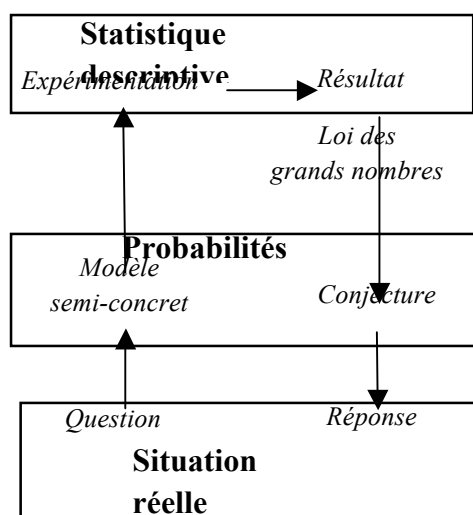 Statistique
descriptive
Expérimentation
Résultat
Loi des
grands nombres
Probabilités
Modèle
semi-concret
Conjecture
Question
Réponse
Situation
réelle